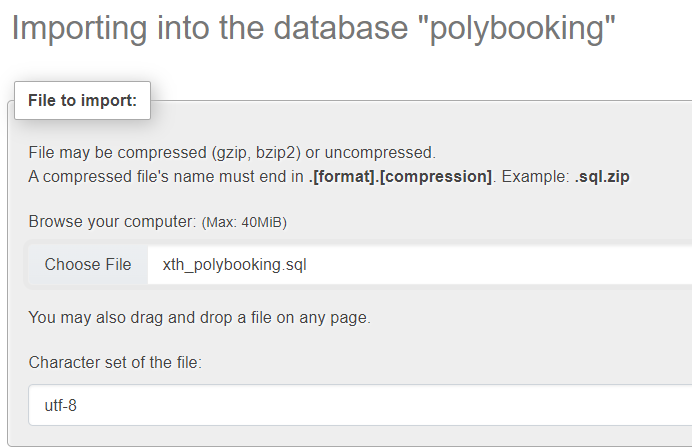 Importing into the database "polybooking"
File to import:
File may be compressed (gzip, bzip2) or uncompressed.
A compressed file's name must end in .[format].[compression]. Example: .sql.zip
Browse your computer: (Max: 40MiB)
Choose File xth_polybooking.sql
You may also drag and drop a file on any page.
Character set of the file:
utf-8